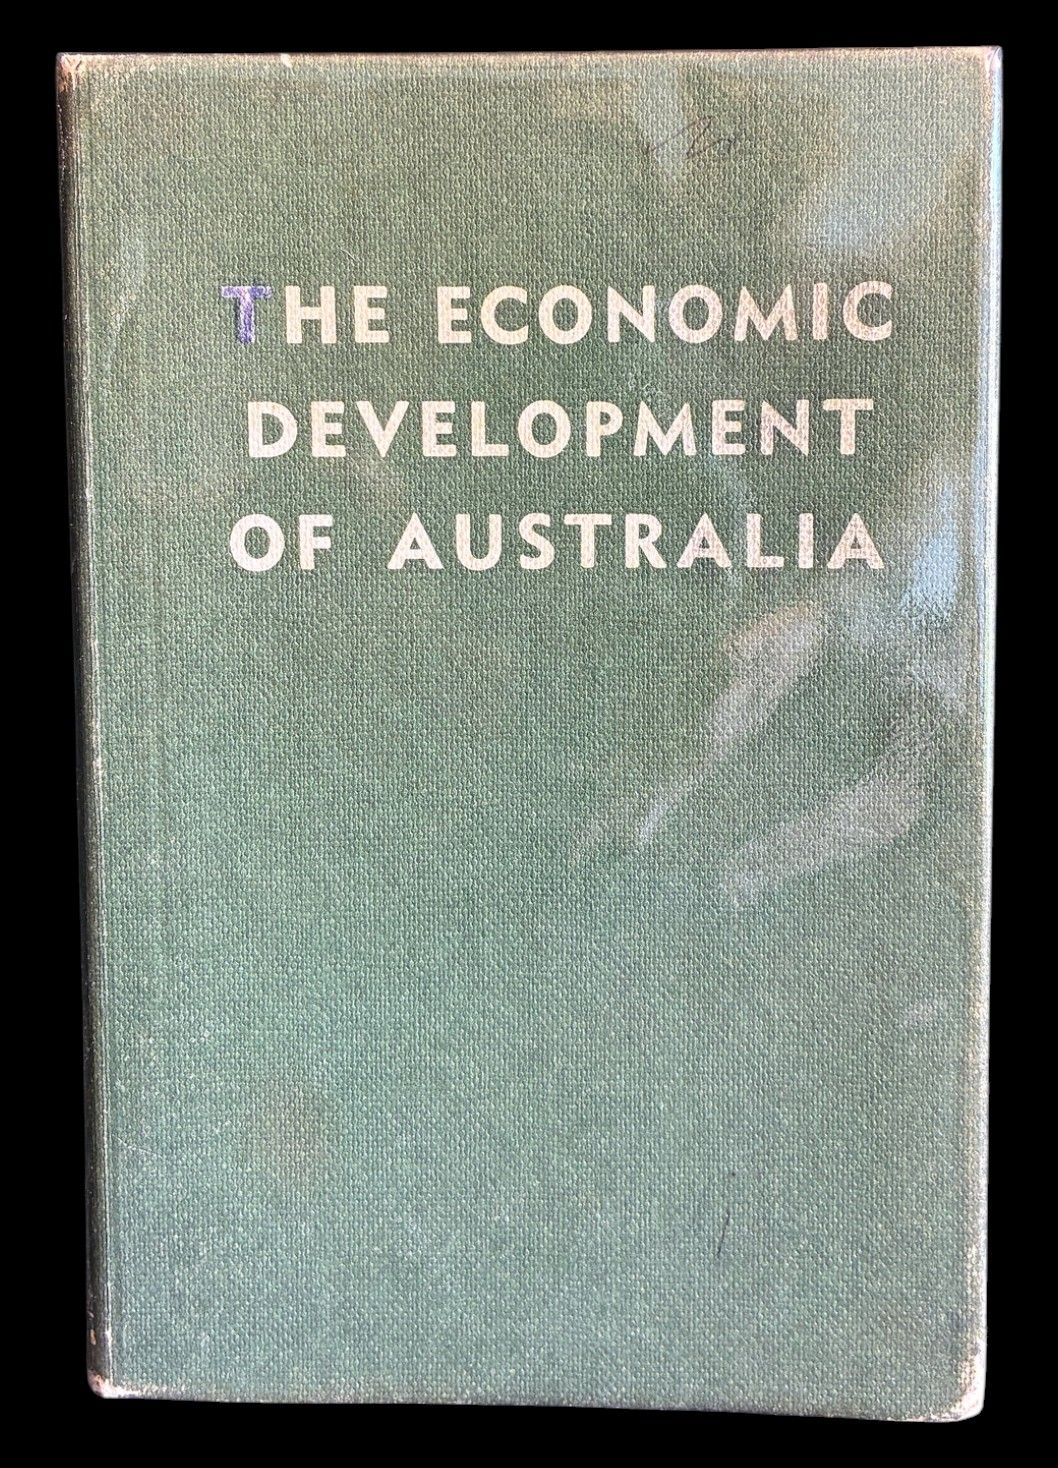 THE ECONOMIC
DEVELOPMENT
OF AUSTRALIA